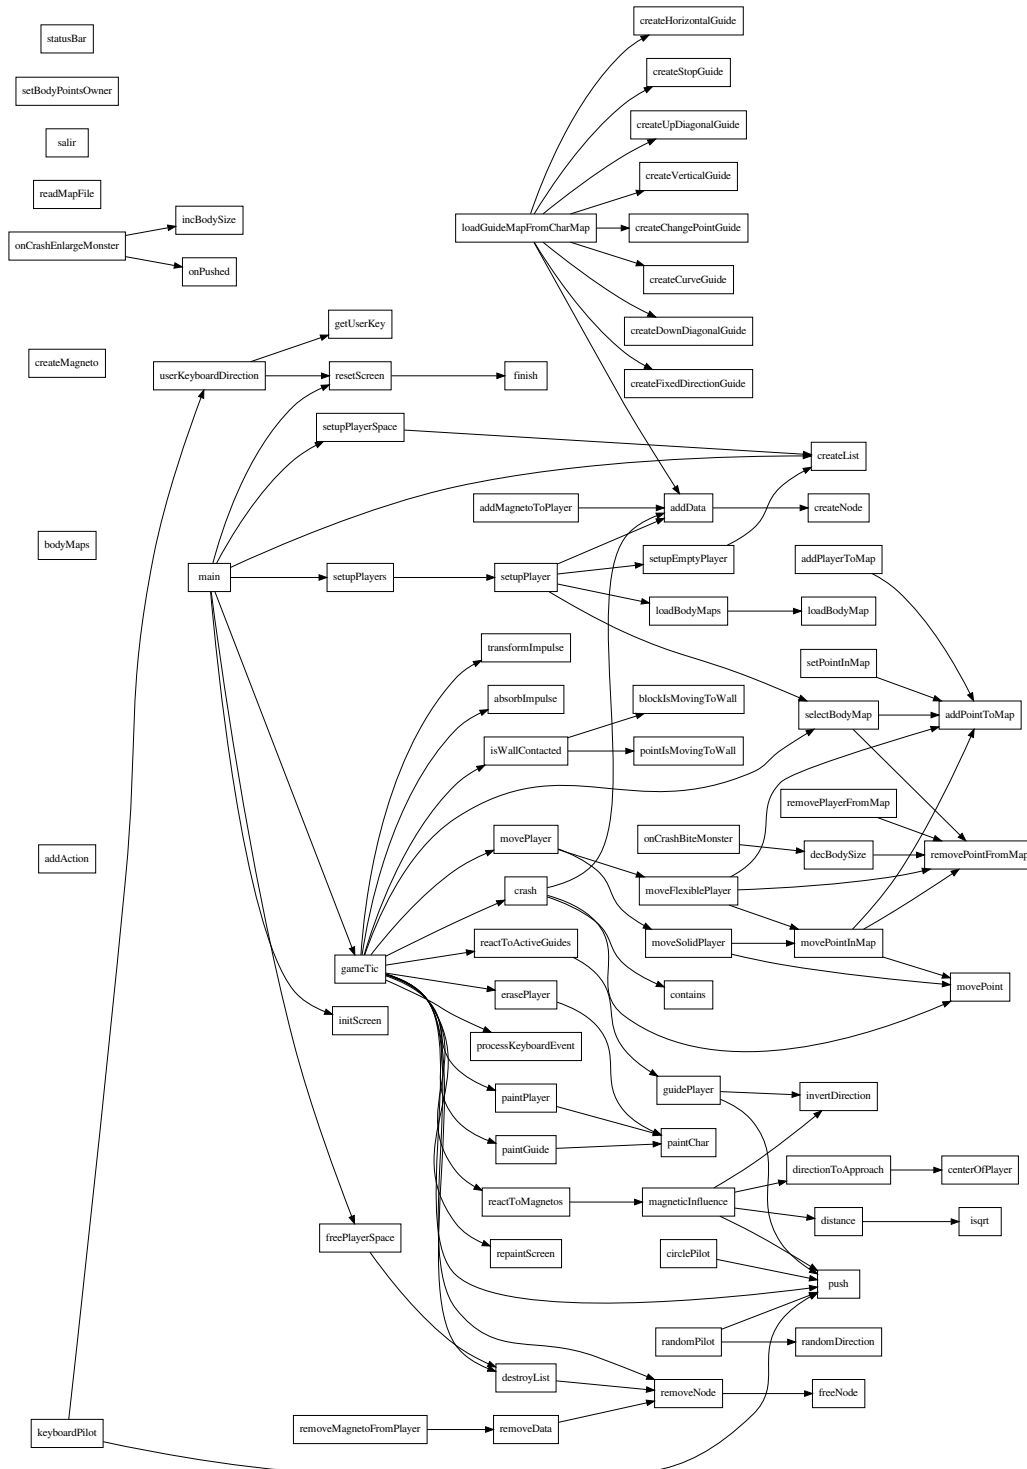 statusBar
setBodyPointsOwner
salir
readMapFile
onCrashEnlargeMonster
incBodySize
onPushed
createHorizontalGuide
createStopGuide
createUpDiagonalGuide
createVerticalGuide
loadGuideMapFromCharMap
createChangePointGuide
createCurveGuide
createDownDiagonalGuide
createFixedDirectionGuide
getUserKey
createMagneto
userKeyboardDirection
resetScreen
finish
setupPlayerSpace
createList
addMagnetoToPlayer
addData
createNode
bodyMaps
main
setupPlayers
setupPlayer
setupEmptyPlayer
addPlayerToMap
loadBodyMaps
loadBodyMap
transformImpulse
setPointInMap
absorbImpulse
blockIsMovingToWall
selectBodyMap
addPointToMap
isWallContacted
pointIsMovingToWall
removePlayerFromMap
movePlayer
onCrashBiteMonster
decBodySize
removePointFromMap
addAction
crash
moveFlexiblePlayer
reactToActiveGuides
moveSolidPlayer
movePointInMap
gameTic
erasePlayer
contains
movePoint
initScreen
processKeyboardEvent
paintPlayer
guidePlayer
invertDirection
paintGuide
paintChar
directionToApproach
centerOfPlayer
reactToMagnetos
magneticInfluence
distance
isqrt
freePlayerSpace
repaintScreen
circlePilot
push
randomPilot
randomDirection
destroyList
removeNode
freeNode
keyboardPilot
removeMagnetoFromPlayer
removeData